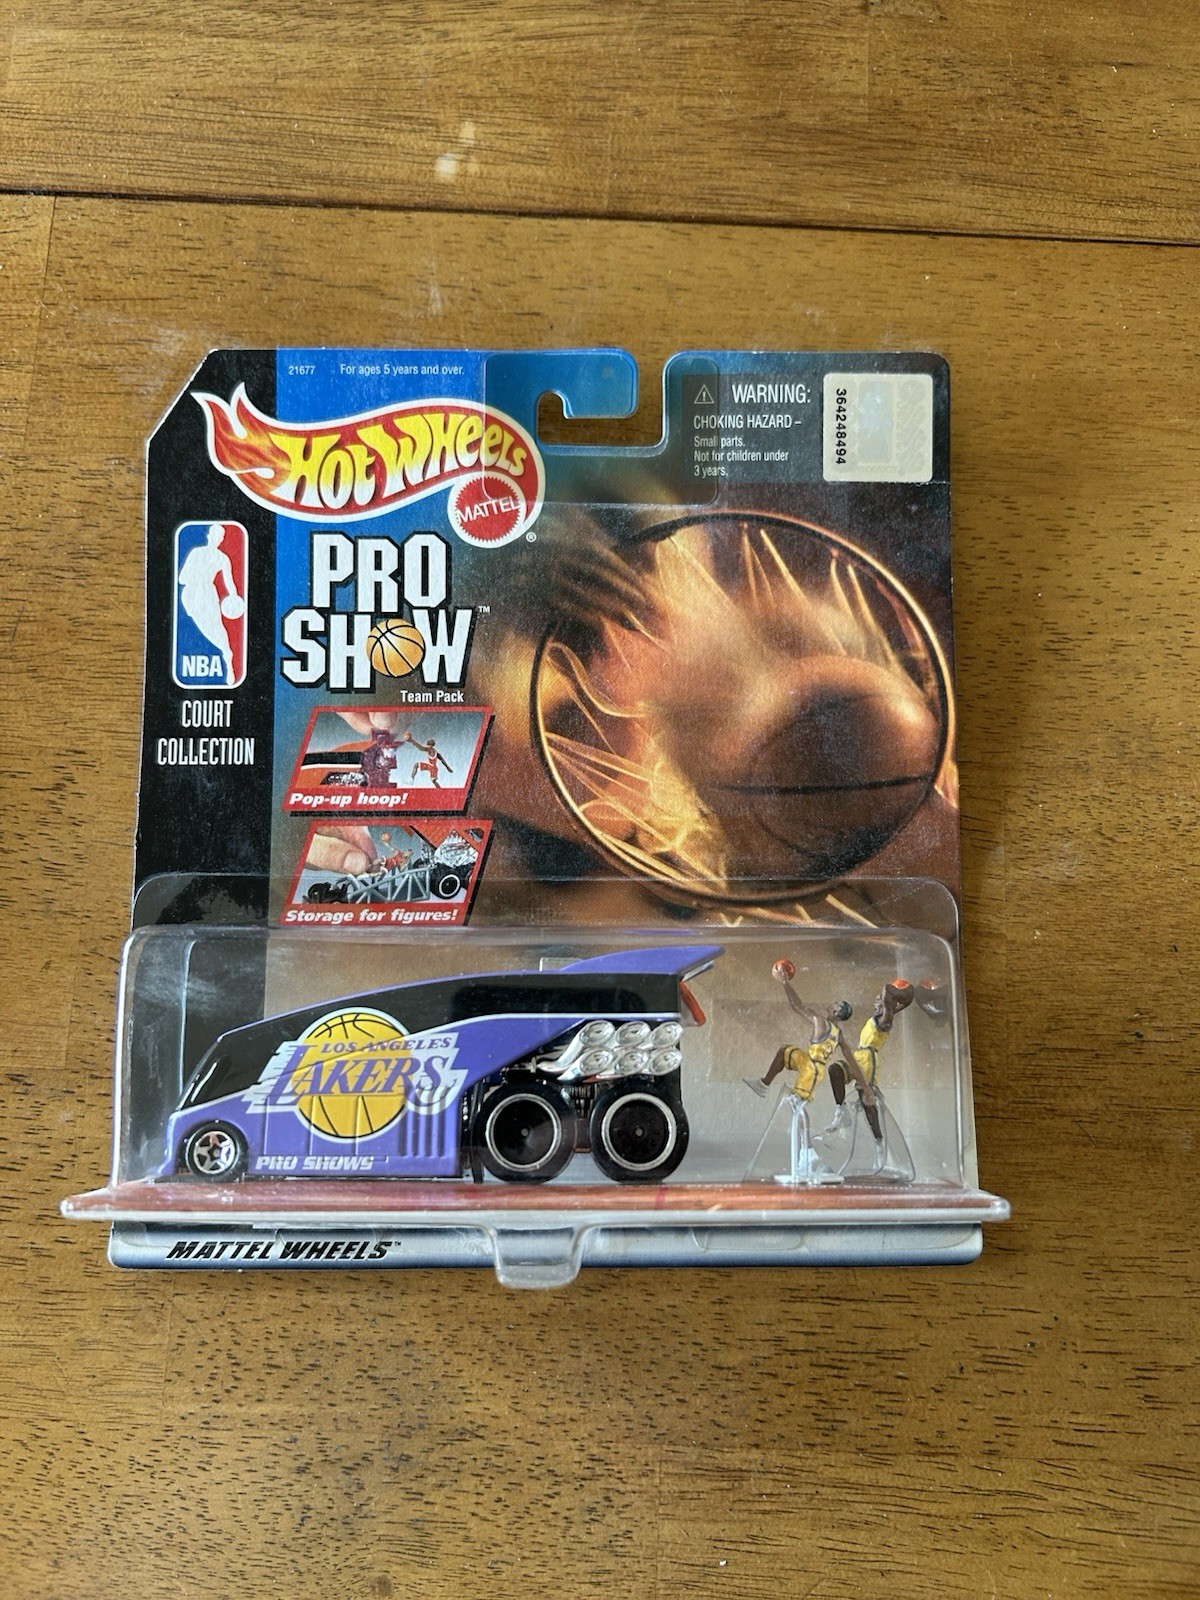 21677 For ages 5 years and over.
HOT WHEELS
MATTEL
®
WARNING:
CHOKING HAZARD –
Small parts.
Not for children under
3 years.
364248494
NBA
COURT
COLLECTION
PRO
SHOW™
Team Pack
Pop-up hoop!
Storage for figures!
LOS ANGELES
LAKERS
PRO SHOWS
MATTEL WHEELS™